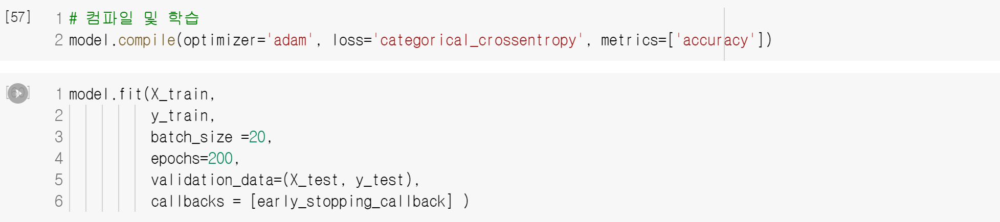 [57]
1 # 컴파일 및 학습
2 model.compile(optimizer='adam', loss='categorical_crossentropy', metrics=['accuracy'])
1 model.fit(X_train,
2 y_train,
3 batch_size =20,
4 epochs=200,
5 validation_data=(X_test, y_test),
6 callbacks = [early_stopping_callback] )